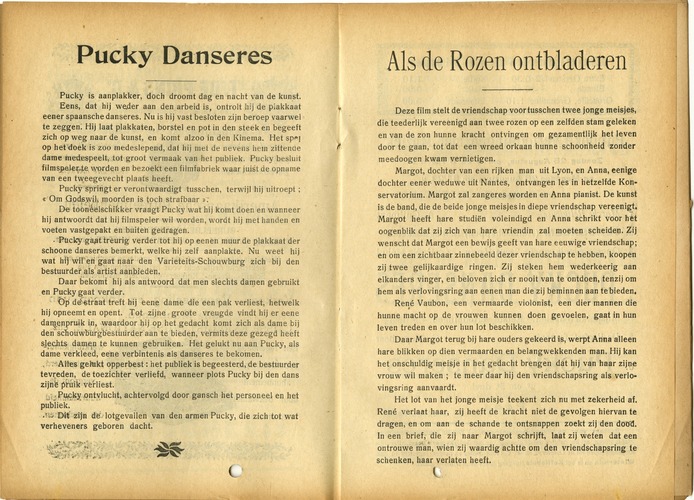 Pucky Danseres
Pucky is aanplakker, doch droomt dag en nacht van de kunst.
Eens, dat hij weder aan den arbeid is, ontrolt hij de plakkaat
eener spaansche danseres. Nu is hij vast besloten zijn beroep vaarwel
te zeggen. Hij laat plakkaten, borstel en pot in den steek en begeeft
zich op weg naar de kunst, en komt alzoo in den Kinema. Het spel
op het doek is zoo medeslepend, dat hij met de nevens hem zittende
dame medespeelt, tot groot vermaak van het publiek. Pucky besluit
filmspeler te worden en bezoekt een filmfabriek waar juist de opname
van een tweegevecht plaats heeft.
Pucky springt er verontwaardigt tusschen, terwijl hij uitroept :
« Om Godswil, moorden is toch strafbaar ».
De tooneelschikker vraagt Pucky wat hij komt doen en wanneer
hij antwoordt dat hij filmspeler wil worden, wordt hij met handen en
voeten vastgepakt en buiten gedragen.
Pucky gaat treurig verder tot hij op eenen muur de plakkaat der
schoone danseres bemerkt, welke hij zelf aanplakte. Nu weet hij
wat hij wil en gaat naar den Varieteits-Schouwburg zich bij den
bestuurder als artist aanbieden.
Daar bekomt hij als antwoord dat men slechts damen gebruikt
en Pucky gaat verder.
Op de straat treft hij eene dame die een pak verliest, hetwelk
hij opneemt en opent. Tot zijne groote vreugde vindt hij er eene
damenpruik in, waardoor hij op het gedacht komt zich als dame bij
den schouwburgbestuurder aan te bieden, vermits deze gezegd heeft
slechts damen te kunnen gebruiken. Het gelukt nu aan Pucky, als
dame verkleed, eene verbintenis als danseres te bekomen.
Alles gelukt opperbest : het publiek is begeesterd, de bestuurder
tevreden, de toezichter verliefd, wanneer plots Pucky bij den dans
zijne pruik verliest.
Pucky ontvlucht, achtervolgd door gansch het personeel en het
publiek.
Dit zijn de lotgevallen van den armen Pucky, die zich tot wat
verheveners geboren dacht.
Als de Rozen ontbladeren
Deze film stelt de vriendschap voor tusschen twee jonge meisjes,
die teederlijk vereenigd aan twee rozen op een zelfden stam geleken
en van de zon hunne kracht ontvingen om gezamentlijk het leven
door te gaan, tot dat een wreed orkaan hunne schoonheid zonder
meedoogen kwam vernietigen.
Margot, dochter van een rijken man uit Lyon, en Anna, eenige
dochter eener weduwe uit Nantes, ontvangen les in hetzelfde Kon-
servatorium. Margot zal zangeres worden en Anna pianist. De kunst
is de band, die de beide jonge meisjes in diepe vriendschap vereenigt.
Margot heeft hare studiën voleindigd en Anna schrikt voor het
oogenblik dat zij zich van hare vriendin zal moeten scheiden. Zij
wenscht dat Margot een bewijs geeft van hare eeuwige vriendschap;
en om een zichtbaar zinnebeeld dezer vriendschap te hebben, koopen
zij twee gelijkaardige ringen. Zij steken hem wederkeerig aan
elkanders vinger, en beloven zich er nooit van te ontdoen, tenzij om
hem als verlovingsring aan eenen man die zij beminnen aan te bieden,
René Vaubon, een vermaarde violonist, een dier mannen die
hunne macht op de vrouwen kunnen doen gevoelen, gaat in hun
leven treden en over hun lot beschikken.
Daar Margot terug bij hare ouders gekeerd is, werpt Anna alleen
hare blikken op dien vermaarden en belangwekkenden man. Hij kan
het onschuldig meisje in het gedacht brengen dat hij van haar zijne
vrouw wil maken ; te meer daar hij den vriendschapsring als verlo-
vingsring aanvaardt.
Het lot van het jonge meisje teekent zich nu met zekerheid af.
René verlaat haar, zij heeft de kracht niet de gevolgen hiervan te
dragen, en om aan de schande te ontsnappen zoekt zij den dood.
In een brief, die zij naar Margot schrijft, laat zij weten dat een
ontrouwe man, wien zij waardig achtte om den vriendschapsring te
schenken, haar verlaten heeft.